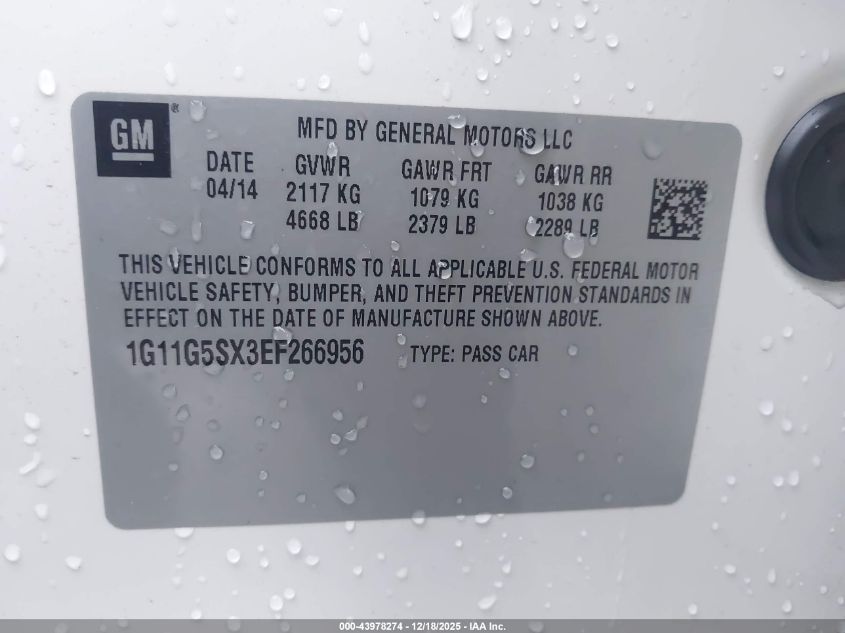 GM ®
MFD BY GENERAL MOTORS LLC
DATE GVWR GAWR FRT GAWR RR
04/14 2117 KG 1079 KG 1038 KG
4668 LB 2379 LB 2289 LB
THIS VEHICLE CONFORMS TO ALL APPLICABLE U.S. FEDERAL MOTOR
VEHICLE SAFETY, BUMPER, AND THEFT PREVENTION STANDARDS IN
EFFECT ON THE DATE OF MANUFACTURE SHOWN ABOVE.
1G11G5SX3EF266956 TYPE: PASS CAR
000-43978274 - 12/18/2025 - IAA Inc.